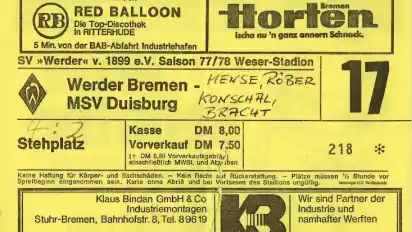 RB
RED BALLOON
Die Top-Discothek
in RITTERHUDE
5 Min.von der BAB-Abfahrt Industriehafen
Bremen
Horten
ischa nu 'n ganz annern Schnack.
SV »Werder« v. 1899 e.V. Saison 77/78 Weser-Stadion
Werder Bremen -
MSV Duisburg
HENSE, RÖBER
KONSCHAL,
BRACHT
17
4:2
Stehplatz
Kasse DM 8,00
Vorverkauf DM 7,50
(+ DM 0,50 Vorverkaufsgebühr)
einschließlich MWSt. und Abgaben
218 *
Keine Haftung für Körper- und Sachschäden. — Kein Recht auf Rückerstattung. — Plätze müssen ½ Stunde vor
Spielbeginn eingenommen sein. Karte ohne Abriß und bei Verlassen des Stadions ungültig.
Klaus Bindan GmbH & Co
Industriemontagen
Stuhr-Bremen, Bahnhofstr. 8, Tel. 8 96 19
Wir sind Partner der
Industrie und
namhafter Werften